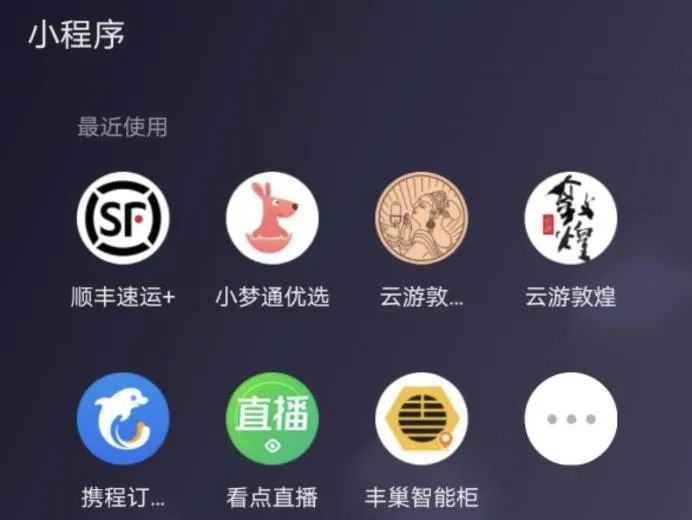 小程序
最近使用
SF
敦煌
顺丰速运+
小梦通优选
云游敦...
云游敦煌
直播
携程订...
看点直播
丰巢智能柜